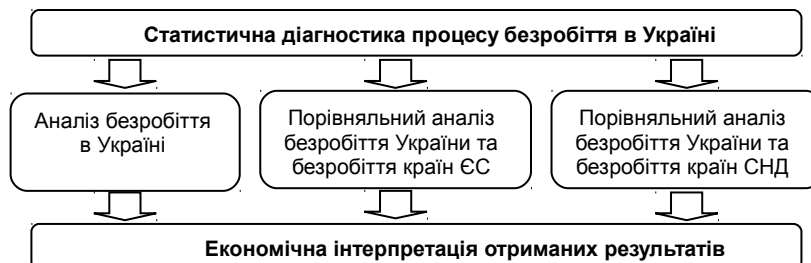 Статистична діагностика процесу безробіття в Україні
Аналіз безробіття
в Україні
Порівняльний аналіз
безробіття України та
безробіття країн ЄС
Порівняльний аналіз
безробіття України та
безробіття країн СНД
Економічна інтерпретація отриманих результатів